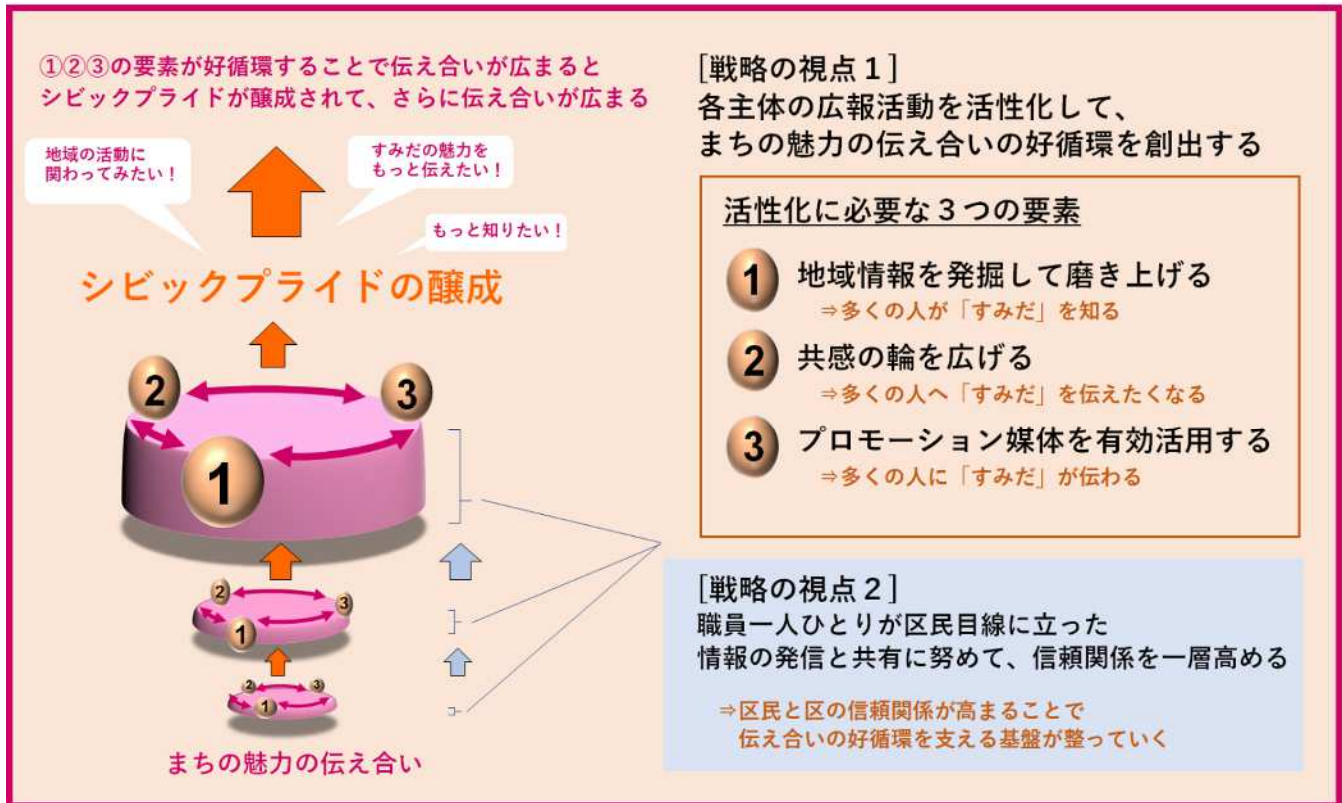 ①②③の要素が好循環することで伝え合いが広まると
シビックプライドが醸成されて、さらに伝え合いが広まる
地域の活動に
関わってみたい！
すみだの魅力を
もっと伝えたい！
もっと知りたい！
シビックプライドの醸成
2
3
1
2
3
1
2
3
1
まちの魅力の伝え合い
[戦略の視点１]
各主体の広報活動を活性化して、
まちの魅力の伝え合いの好循環を創出する
活性化に必要な３つの要素
1 地域情報を発掘して磨き上げる
⇒多くの人が「すみだ」を知る
2 共感の輪を広げる
⇒多くの人へ「すみだ」を伝えたくなる
3 プロモーション媒体を有効活用する
⇒多くの人に「すみだ」が伝わる
[戦略の視点２]
職員一人ひとりが区民目線に立った
情報の発信と共有に努めて、信頼関係を一層高める
⇒区民と区の信頼関係が高まることで
伝え合いの好循環を支える基盤が整っていく